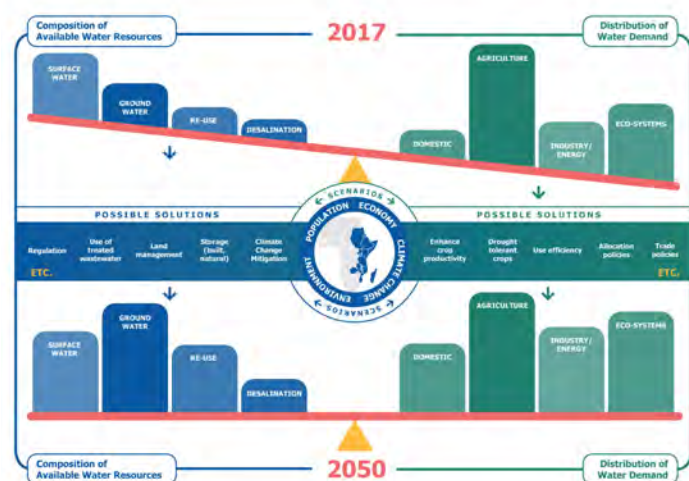 Composition of
Available Water Resources
2017
Distribution of
Water Demand
SURFACE
WATER
GROUND
WATER
RE-USE
DESALINATION
DOMESTIC
AGRICULTURE
INDUSTRY/
ENERGY
ECO-SYSTEMS
POSSIBLE SOLUTIONS
Regulation
Use of
treated
wastewater
Land
management
Storage
(built,
natural)
Climate
Change
Mitigation
ETC.
SCENARIOS
POPULATION ECONOMY CLIMATE CHANGE ENVIRONMENT
SCENARIOS
POSSIBLE SOLUTIONS
Enhance
crop
productivity
Drought
tolerant
crops
Use efficiency
Allocation
policies
Trade
policies
ETC.
SURFACE
WATER
GROUND
WATER
RE-USE
DESALINATION
DOMESTIC
AGRICULTURE
INDUSTRY/
ENERGY
ECO-SYSTEMS
Composition of
Available Water Resources
2050
Distribution of
Water Demand